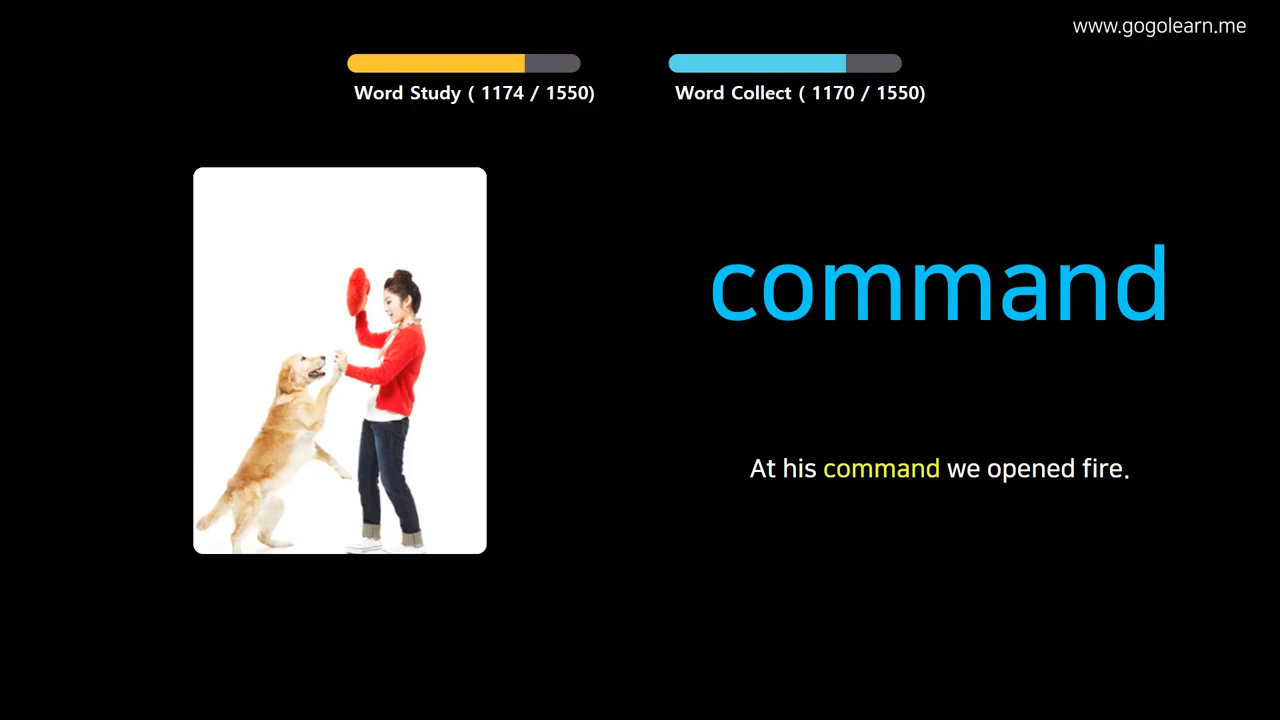 www.gogolearn.me
Word Study ( 1174 / 1550)
Word Collect ( 1170 / 1550)
command
At his command we opened fire.